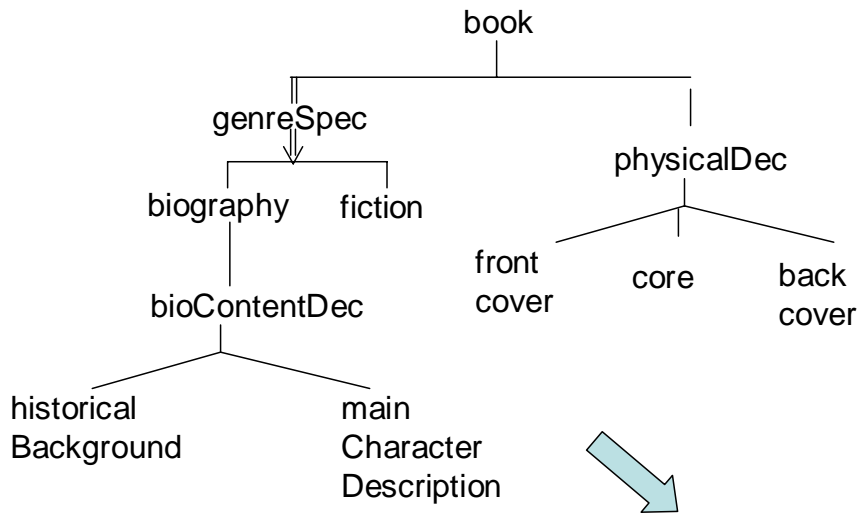 book
genreSpec
physicalDec
biography
fiction
front
cover
core
back
cover
bioContentDec
historical
Background
main
Character
Description